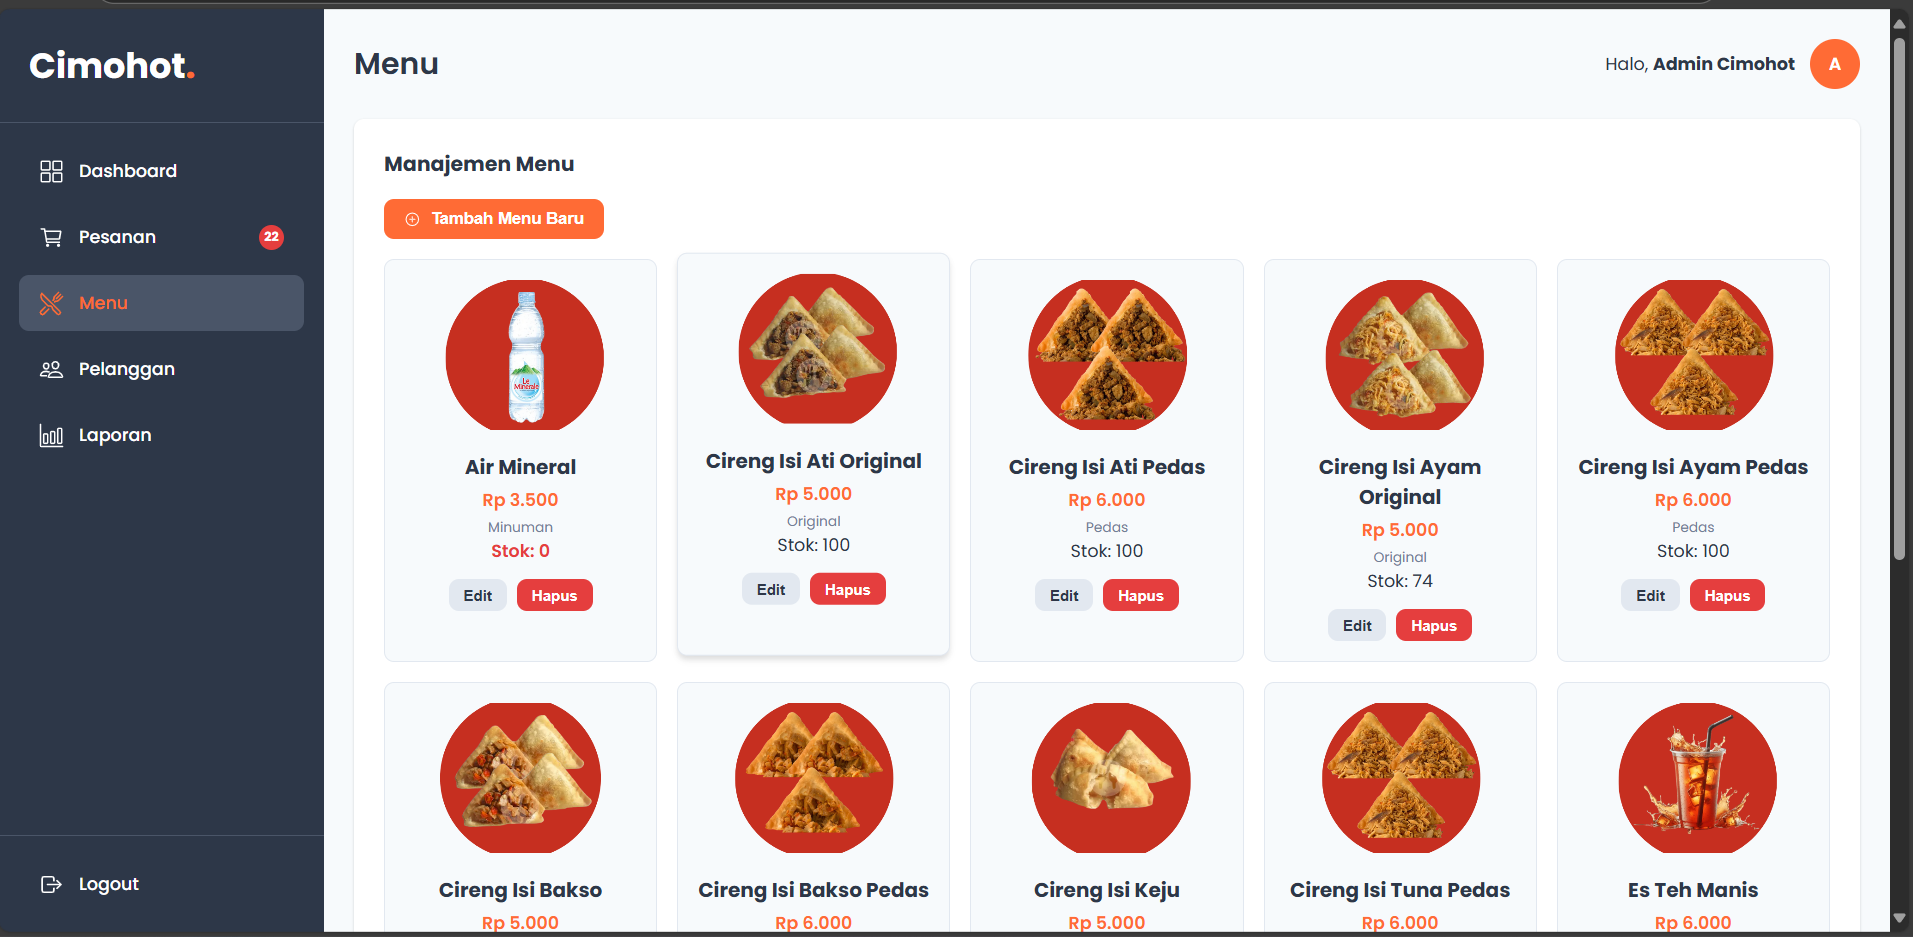 Cimohot.
Menu
Halo, Admin Cimohot
A
Dashboard
Pesanan
22
Menu
Pelanggan
Laporan
Logout
Manajemen Menu
Tambah Menu Baru
Le
Minerale
Air Mineral
Rp 3.500
Minuman
Stok: 0
Edit
Hapus
Cireng Isi Ati Original
Rp 5.000
Original
Stok: 100
Edit
Hapus
Cireng Isi Ati Pedas
Rp 6.000
Pedas
Stok: 100
Edit
Hapus
Cireng Isi Ayam
Original
Rp 5.000
Original
Stok: 74
Edit
Hapus
Cireng Isi Ayam Pedas
Rp 6.000
Pedas
Stok: 100
Edit
Hapus
Cireng Isi Bakso
Rp 5.000
Cireng Isi Bakso Pedas
Rp 6.000
Cireng Isi Keju
Rp 5.000
Cireng Isi Tuna Pedas
Rp 6.000
Es Teh Manis
Rp 6.000